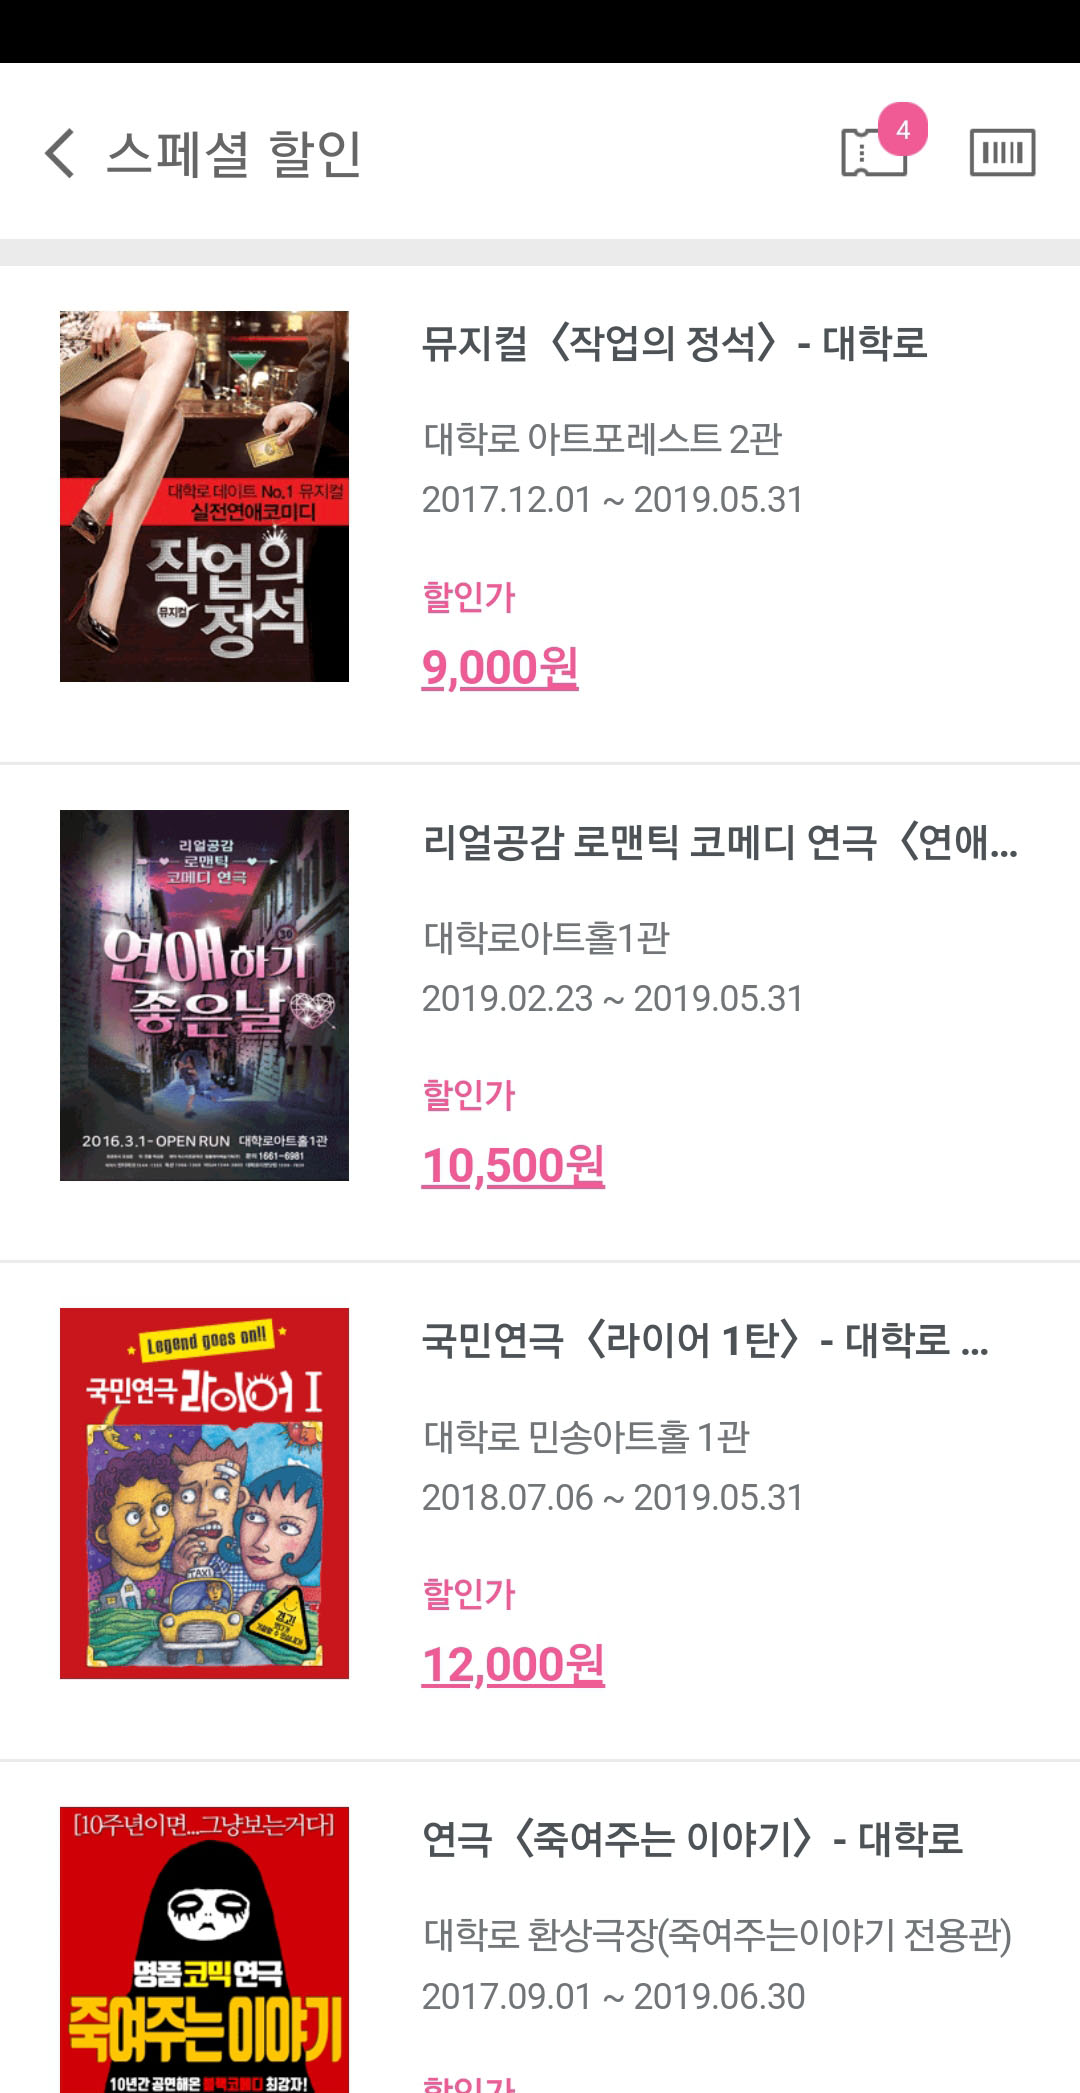 스페셜 할인
4
대학로 데이트 No.1 뮤지컬
실전연애코미디
작업의
뮤지컬
정석
뮤지컬〈작업의 정석〉- 대학로
대학로 아트포레스트 2관
2017.12.01 ~ 2019.05.31
할인가
9,000원
리얼공감
로맨틱
코메디 연극
연애하기
좋은날
2016.3.1-OPEN RUN 대학로아트홀1관
1661-6981
리얼공감 로맨틱 코메디 연극〈연애...
대학로아트홀1관
2019.02.23 ~ 2019.05.31
할인가
10,500원
Legend goes on!!
국민연극 라이어 I
TAXI
경고!
국민연극〈라이어 1탄〉- 대학로 ...
대학로 민송아트홀 1관
2018.07.06 ~ 2019.05.31
할인가
12,000원
[10주년이면...그냥보는거다]
명품코믹연극
죽여주는이야기
10년간 공연해온 블랙코메디 최강자!
연극〈죽여주는 이야기〉- 대학로
대학로 환상극장(죽여주는이야기 전용관)
2017.09.01 ~ 2019.06.30
할인가